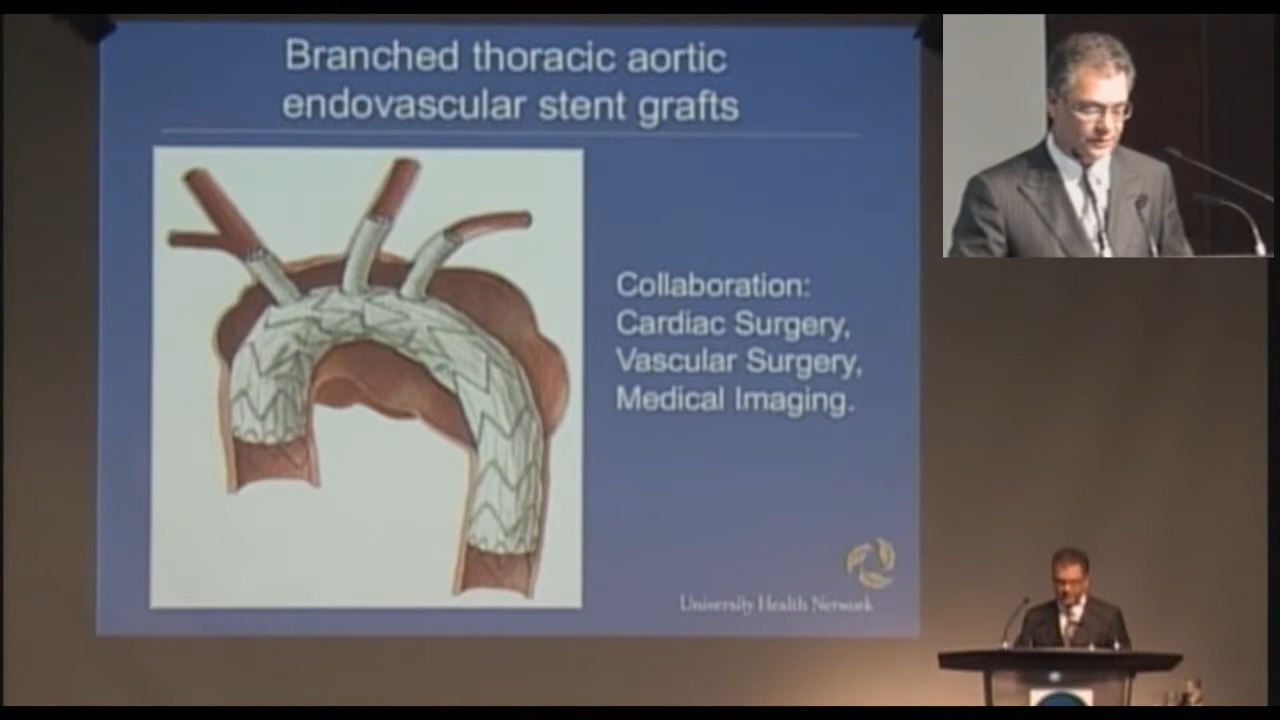 Branched thoracic aortic
endovascular stent grafts
Collaboration:
Cardiac Surgery,
Vascular Surgery,
Medical Imaging.
University Health Network